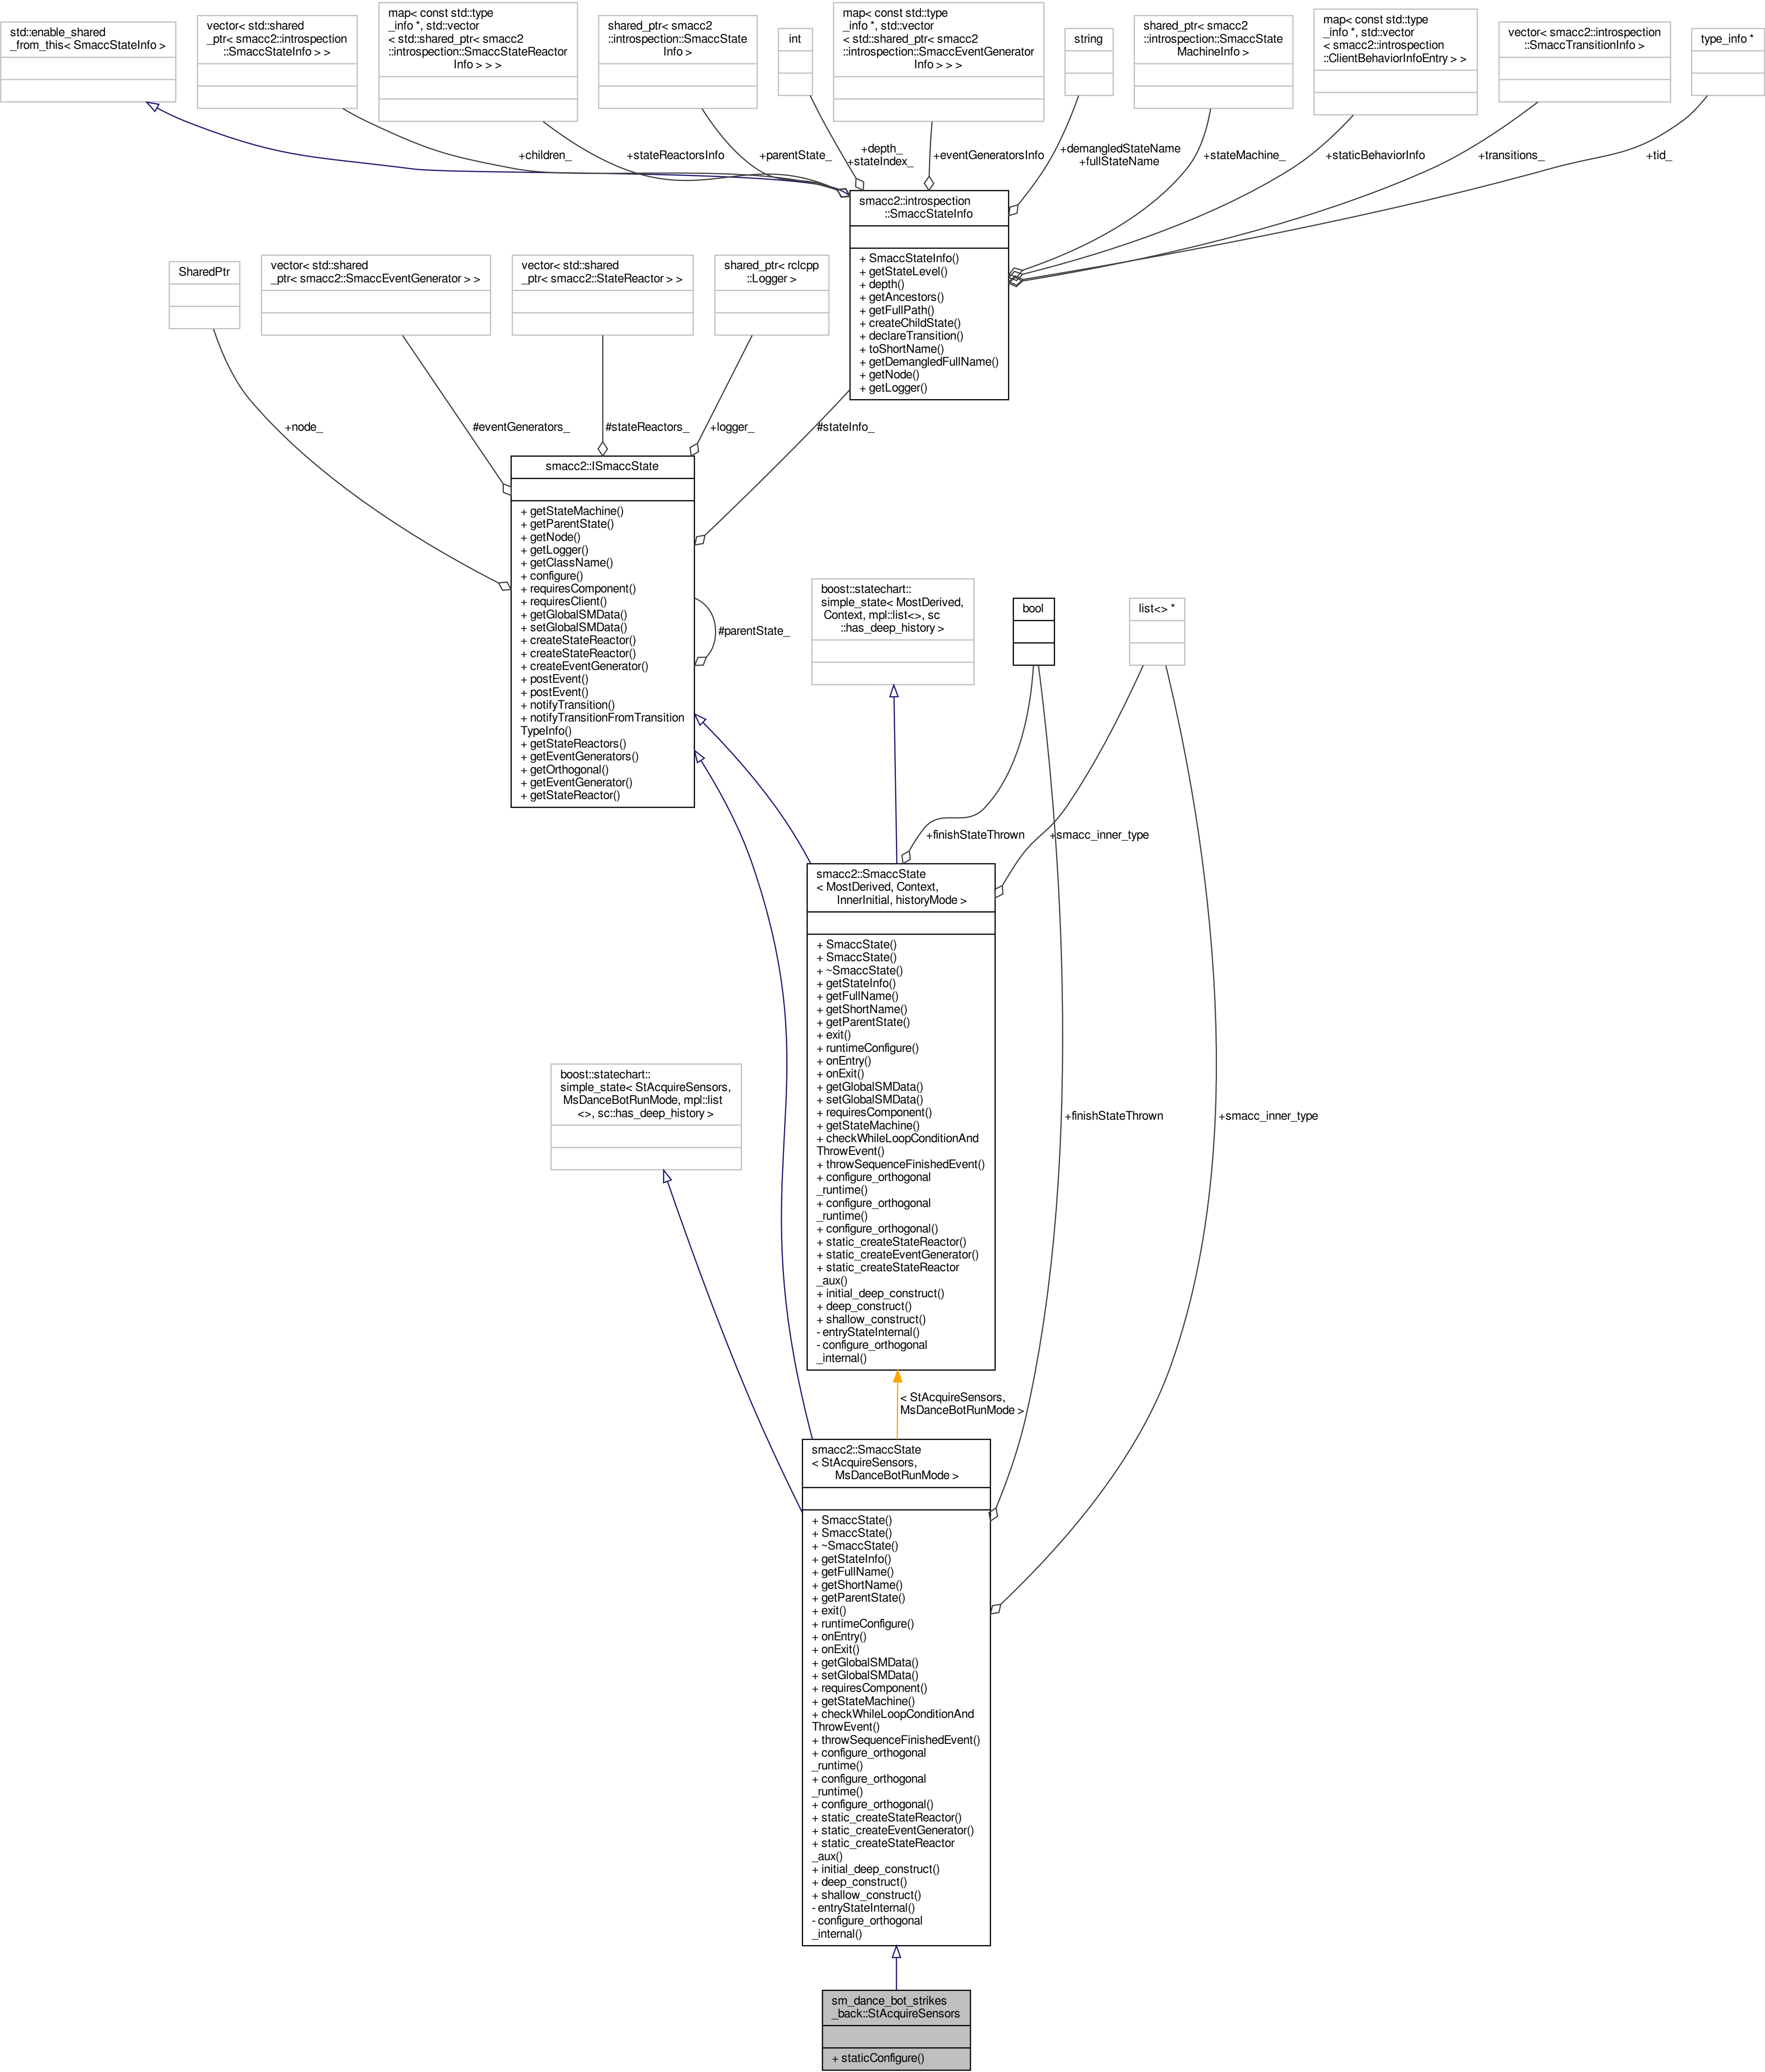 std::enable_shared
_from_this< SmaccStateInfo >
vector< std::shared
_ptr< smacc2::introspection
::SmaccStateInfo > >
map< const std::type
_info *, std::vector
< std::shared_ptr< smacc2
::introspection::SmaccStateReactor
Info > > >
shared_ptr< smacc2
::introspection::SmaccState
Info >
int
map< const std::type
_info *, std::vector
< std::shared_ptr< smacc2
::introspection::SmaccEventGenerator
Info > > >
string
shared_ptr< smacc2
::introspection::SmaccState
MachineInfo >
map< const std::type
_info *, std::vector
< smacc2::introspection
::ClientBehaviorInfoEntry > >
vector< smacc2::introspection
::SmaccTransitionInfo >
type_info *
+children_
+stateReactorsInfo
+parentState_
+depth_
+stateIndex_
+eventGeneratorsInfo
+demangledStateName
+fullStateName
+stateMachine_
+staticBehaviorInfo
+transitions_
+tid_
smacc2::introspection
::SmaccStateInfo
+ SmaccStateInfo()
+ getStateLevel()
+ depth()
+ getAncestors()
+ getFullPath()
+ createChildState()
+ declareTransition()
+ toShortName()
+ getDemangledFullName()
+ getNode()
+ getLogger()
SharedPtr
vector< std::shared
_ptr< smacc2::SmaccEventGenerator > >
vector< std::shared
_ptr< smacc2::StateReactor > >
shared_ptr< rclcpp
::Logger >
+node_
#eventGenerators_
#stateReactors_
+logger_
#stateInfo_
smacc2::ISmaccState
+ getStateMachine()
+ getParentState()
+ getNode()
+ getLogger()
+ getClassName()
+ configure()
+ requiresComponent()
+ requiresClient()
+ getGlobalSMData()
+ setGlobalSMData()
+ createStateReactor()
+ createStateReactor()
+ createEventGenerator()
+ postEvent()
+ postEvent()
+ notifyTransition()
+ notifyTransitionFromTransition
TypeInfo()
+ getStateReactors()
+ getEventGenerators()
+ getOrthogonal()
+ getEventGenerator()
+ getStateReactor()
#parentState_
boost::statechart::
simple_state< MostDerived,
Context, mpl::list<>, sc
::has_deep_history >
bool
list<> *
+finishStateThrown
+smacc_inner_type
smacc2::SmaccState
< MostDerived, Context,
InnerInitial, historyMode >
+ SmaccState()
+ SmaccState()
+ ~SmaccState()
+ getStateInfo()
+ getFullName()
+ getShortName()
+ getParentState()
+ exit()
+ runtimeConfigure()
+ onEntry()
+ onExit()
+ getGlobalSMData()
+ setGlobalSMData()
+ requiresComponent()
+ getStateMachine()
+ checkWhileLoopConditionAnd
ThrowEvent()
+ throwSequenceFinishedEvent()
+ configure_orthogonal
_runtime()
+ configure_orthogonal
_runtime()
+ configure_orthogonal()
+ static_createStateReactor()
+ static_createEventGenerator()
+ static_createStateReactor
_aux()
+ initial_deep_construct()
+ deep_construct()
+ shallow_construct()
- entryStateInternal()
- configure_orthogonal
_internal()
boost::statechart::
simple_state< StAcquireSensors,
MsDanceBotRunMode, mpl::list
<>, sc::has_deep_history >
+finishStateThrown
+smacc_inner_type
< StAcquireSensors,
MsDanceBotRunMode >
smacc2::SmaccState
< StAcquireSensors,
MsDanceBotRunMode >
+ SmaccState()
+ SmaccState()
+ ~SmaccState()
+ getStateInfo()
+ getFullName()
+ getShortName()
+ getParentState()
+ exit()
+ runtimeConfigure()
+ onEntry()
+ onExit()
+ getGlobalSMData()
+ setGlobalSMData()
+ requiresComponent()
+ getStateMachine()
+ checkWhileLoopConditionAnd
ThrowEvent()
+ throwSequenceFinishedEvent()
+ configure_orthogonal
_runtime()
+ configure_orthogonal
_runtime()
+ configure_orthogonal()
+ static_createStateReactor()
+ static_createEventGenerator()
+ static_createStateReactor
_aux()
+ initial_deep_construct()
+ deep_construct()
+ shallow_construct()
- entryStateInternal()
- configure_orthogonal
_internal()
sm_dance_bot_strikes
_back::StAcquireSensors
+ staticConfigure()